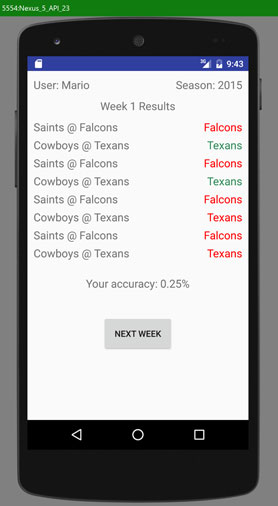 5554:Nexus_5_API_23
3G 9:43
User: Mario Season: 2015
Week 1 Results
Saints @ Falcons Falcons
Cowboys @ Texans Texans
Saints @ Falcons Falcons
Cowboys @ Texans Texans
Saints @ Falcons Falcons
Cowboys @ Texans Texans
Saints @ Falcons Falcons
Cowboys @ Texans Texans
Your accuracy: 0.25%
NEXT WEEK